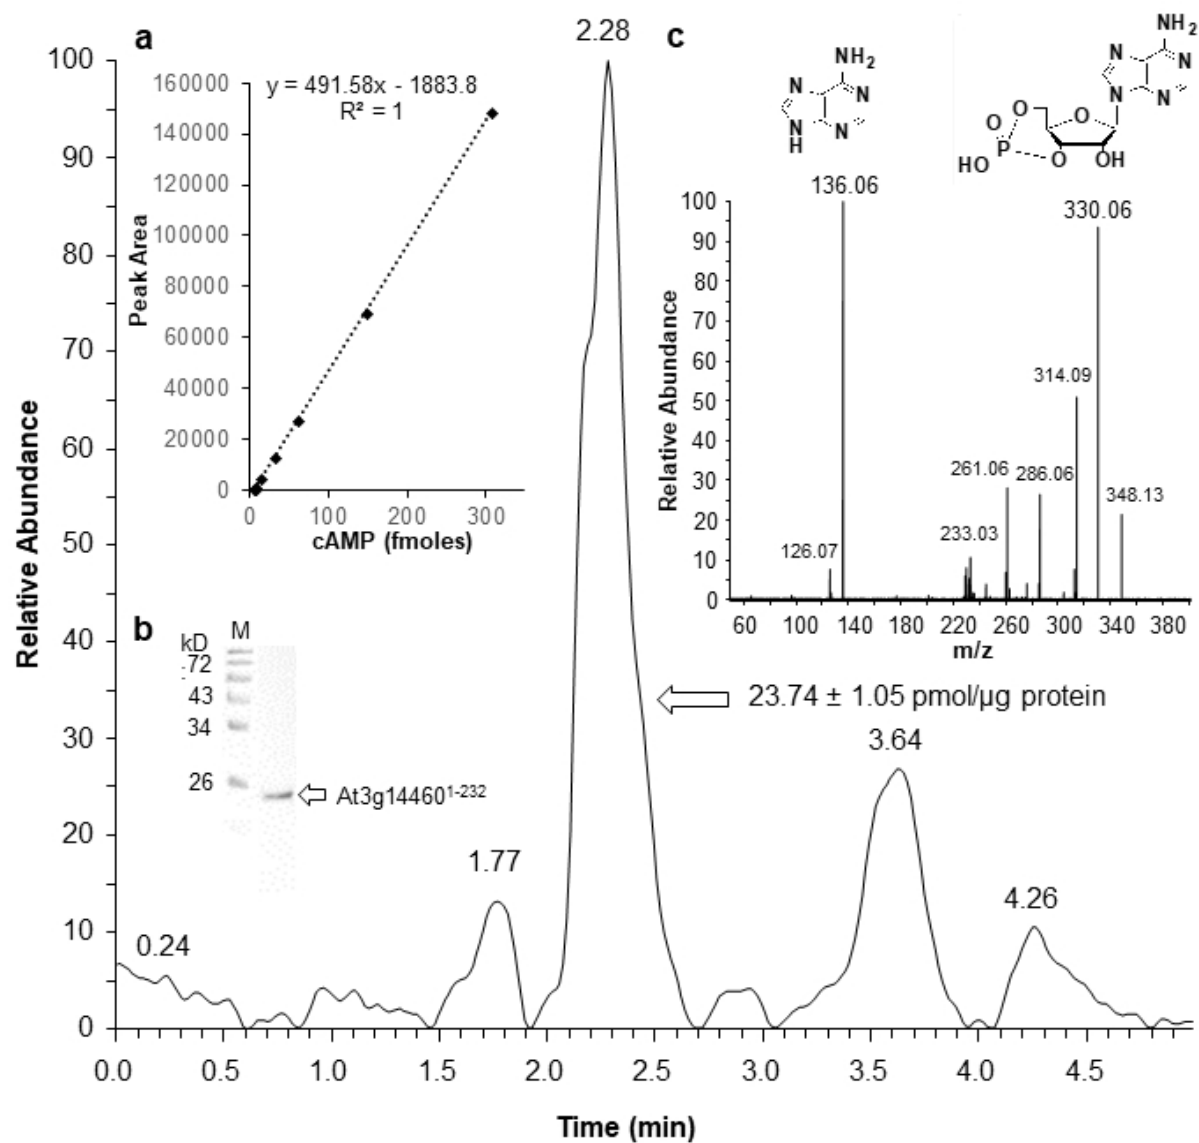 a
2.28
c
100
90
80
70
60
50
40
30
20
10
0
Relative Abundance
0.0 0.5 1.0 1.5 2.0 2.5 3.0 3.5 4.0 4.5
Time (min)
0.24
1.77
3.64
4.26
23.74 ± 1.05 pmol/µg protein
y = 491.58x - 1883.8
R² = 1
160000
140000
120000
100000
80000
60000
40000
20000
0
Peak Area
0 100 200 300
cAMP (fmoles)
b
kD M
72
43
34
26
At3g14460¹⁻²³²
NH₂
N
N
N
H
N
NH₂
N
N
N
N
O
O
O
P
HO
O
OH
136.06
330.06
314.09
261.06
286.06
348.13
233.03
126.07
100
90
80
70
60
50
40
30
20
10
0
Relative Abundance
60 100 140 180 220 260 300 340 380
m/z